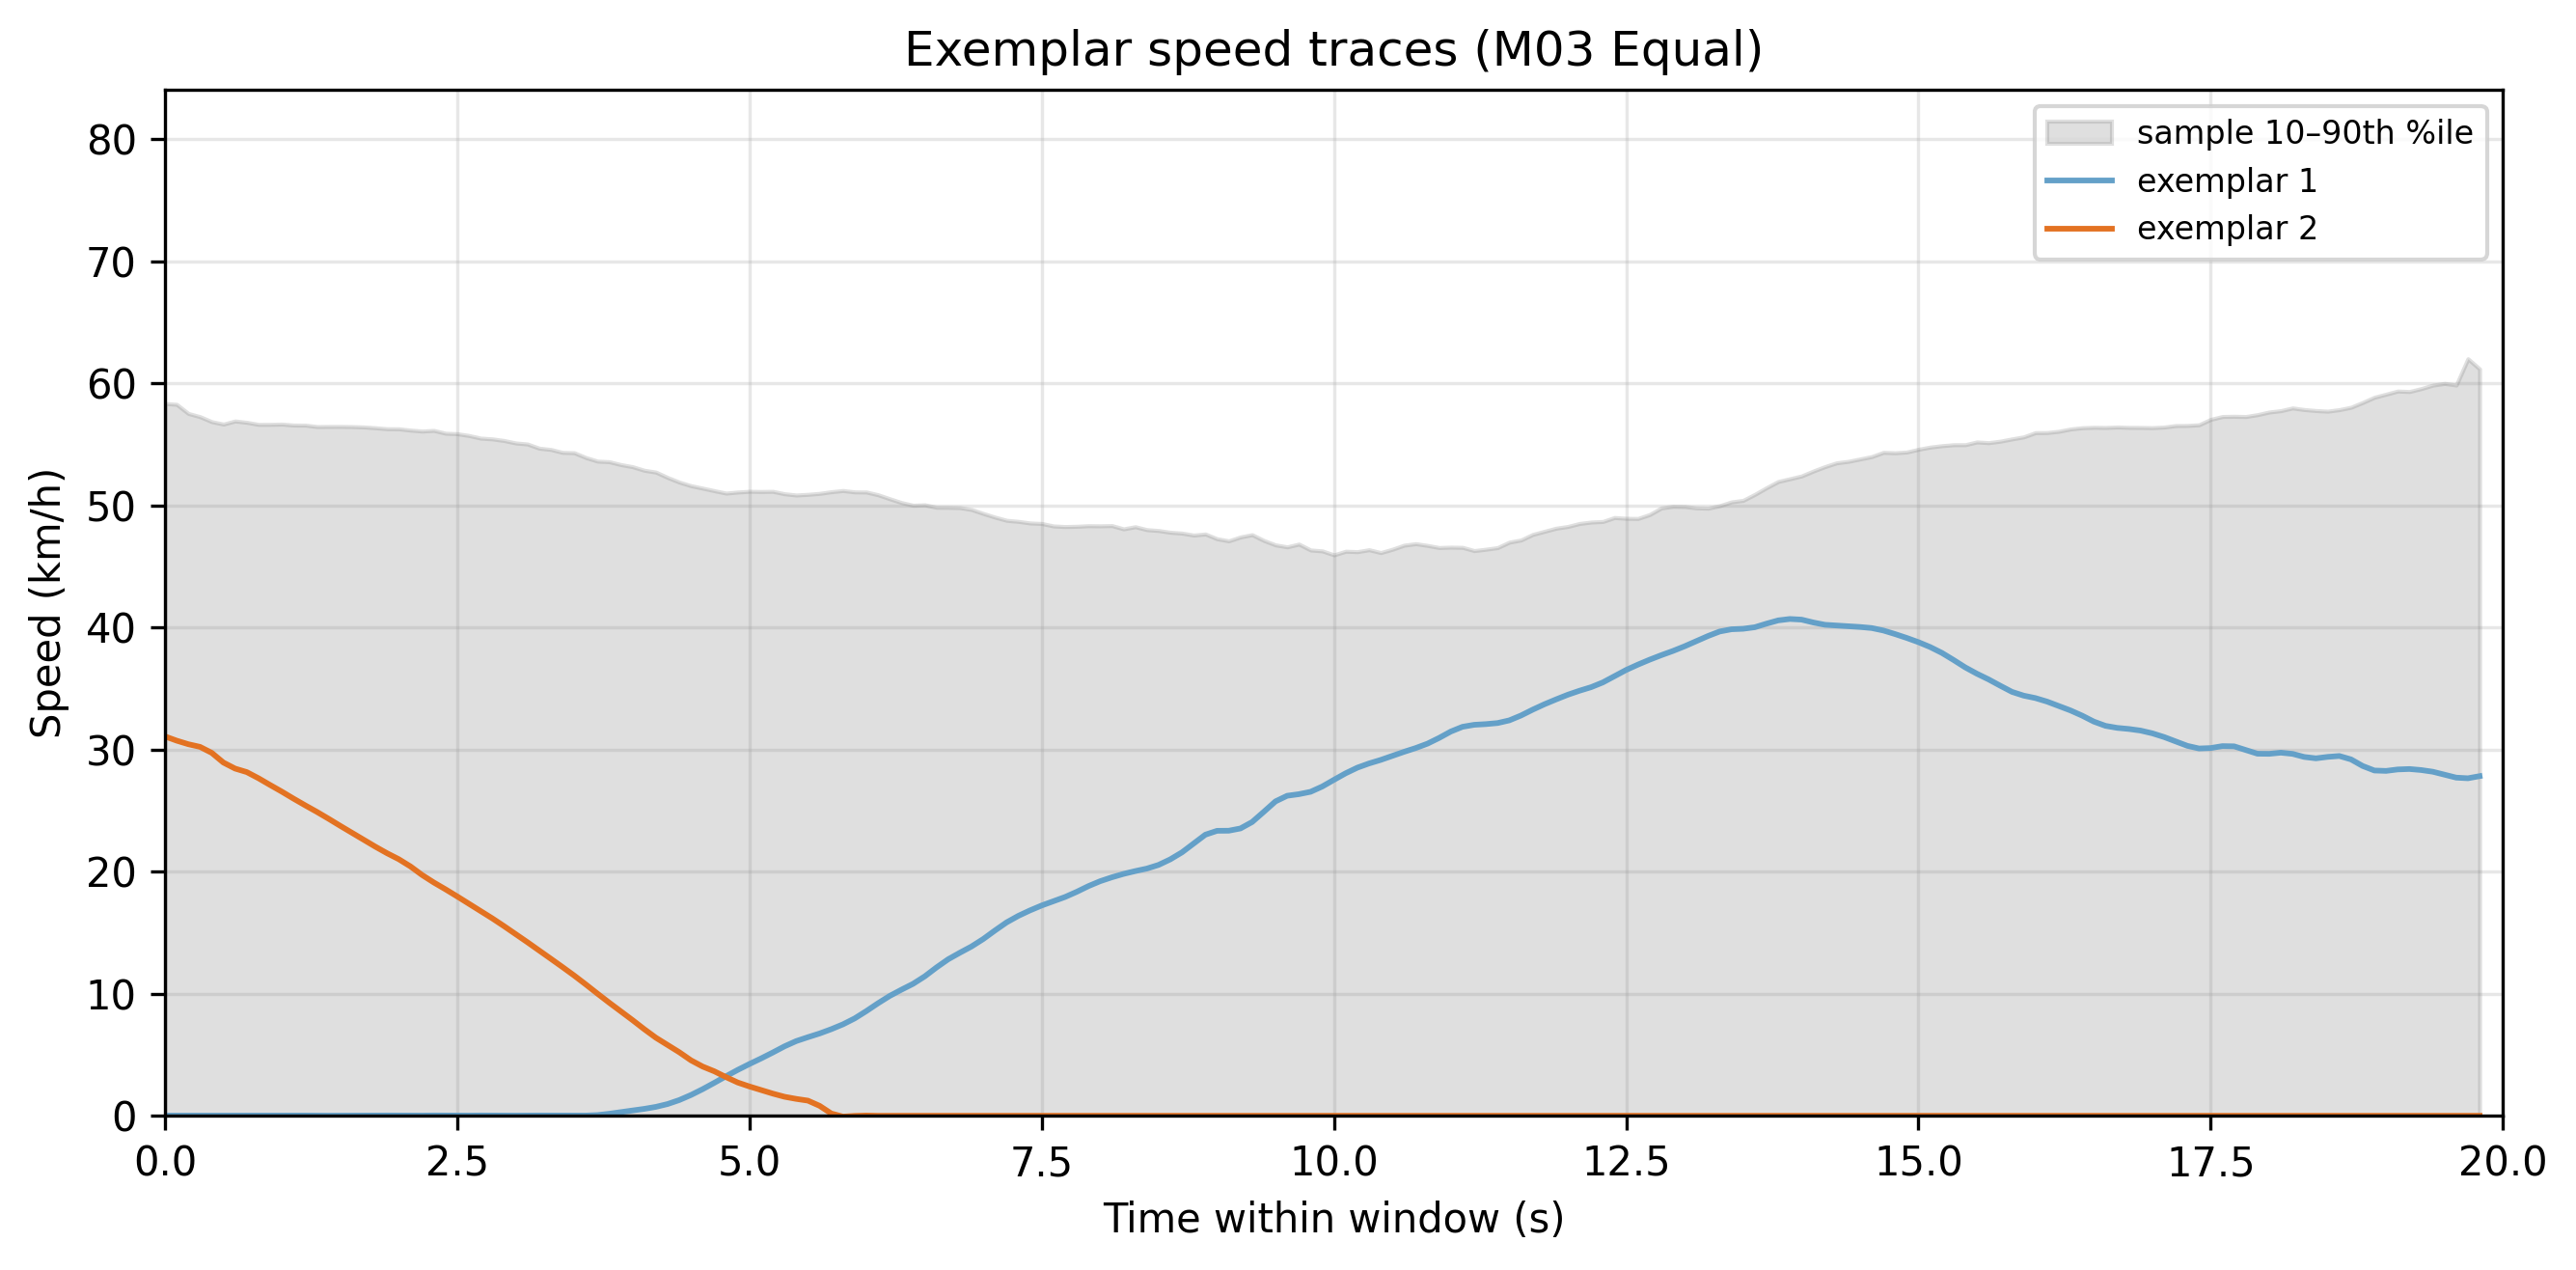 Exemplar speed traces (M03 Equal)
sample 10–90th %ile
exemplar 1
exemplar 2
Speed (km/h)
80
70
60
50
40
30
20
10
0
0.0 2.5 5.0 7.5 10.0 12.5 15.0 17.5 20.0
Time within window (s)